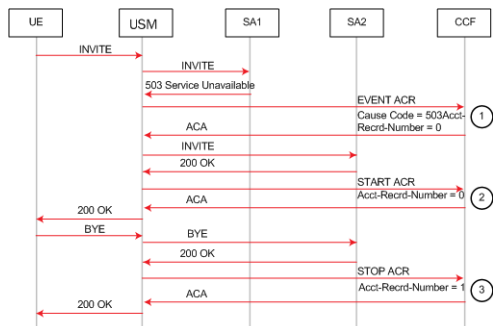 UE USM SA1 SA2 CCF
INVITE
INVITE
503 Service Unavailable
EVENT ACR
Cause Code = 503Acct-
Recrd-Number = 0
1
ACA
INVITE
200 OK
START ACR
Acct-Recrd-Number = 0
2
ACA
200 OK
BYE
BYE
200 OK
STOP ACR
Acct-Recrd-Number = 1
3
ACA
200 OK